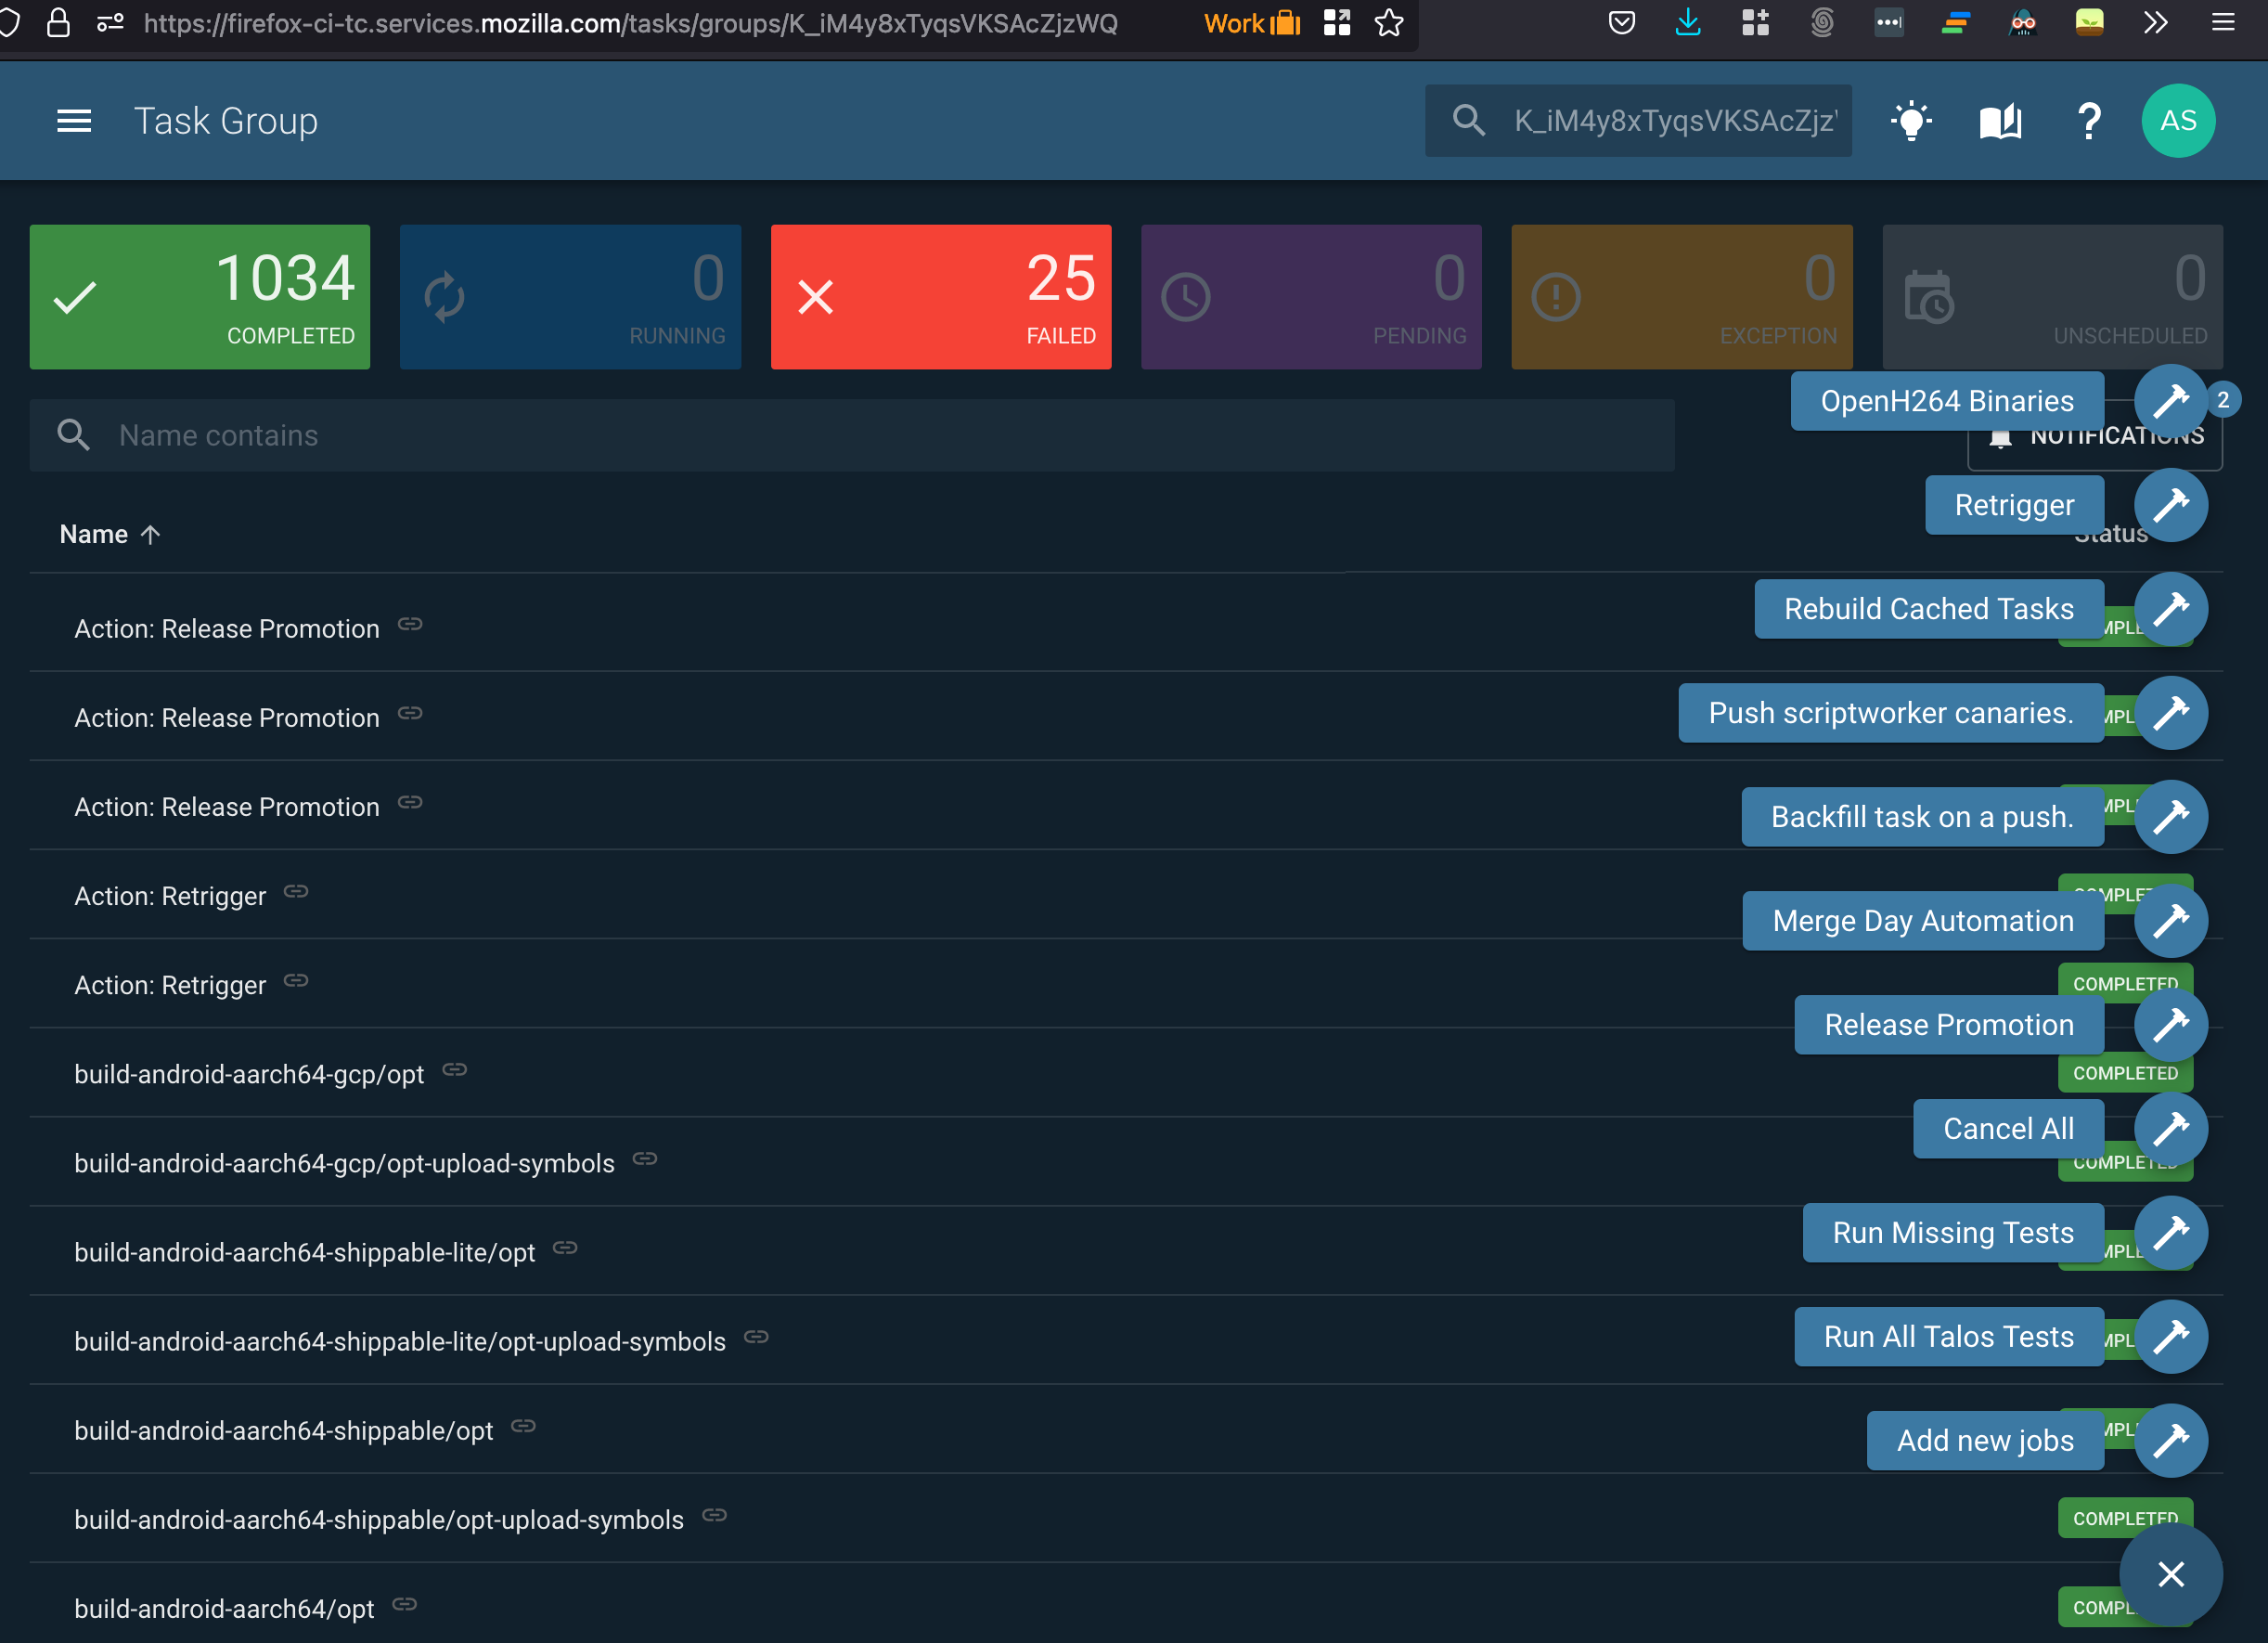 https://firefox-ci-tc.services.mozilla.com/tasks/groups/K_iM4y8xTyqsVKSAcZjzWQ
Work
Task Group
K_iM4y8xTyqsVKSAcZjz
AS
1034
COMPLETED
0
RUNNING
25
FAILED
0
PENDING
0
EXCEPTION
0
UNSCHEDULED
OpenH264 Binaries
2
Name contains
NOTIFICATIONS
Retrigger
Name
Status
Rebuild Cached Tasks
Action: Release Promotion
Push scriptworker canaries.
Action: Release Promotion
Action: Release Promotion
Backfill task on a push.
Action: Retrigger
COMPLETED
Merge Day Automation
Action: Retrigger
COMPLETED
Release Promotion
build-android-aarch64-gcp/opt
COMPLETED
Cancel All
build-android-aarch64-gcp/opt-upload-symbols
COMPLETED
Run Missing Tests
build-android-aarch64-shippable-lite/opt
Run All Talos Tests
build-android-aarch64-shippable-lite/opt-upload-symbols
build-android-aarch64-shippable/opt
Add new jobs
build-android-aarch64-shippable/opt-upload-symbols
COMPLETED
build-android-aarch64/opt
COMPL